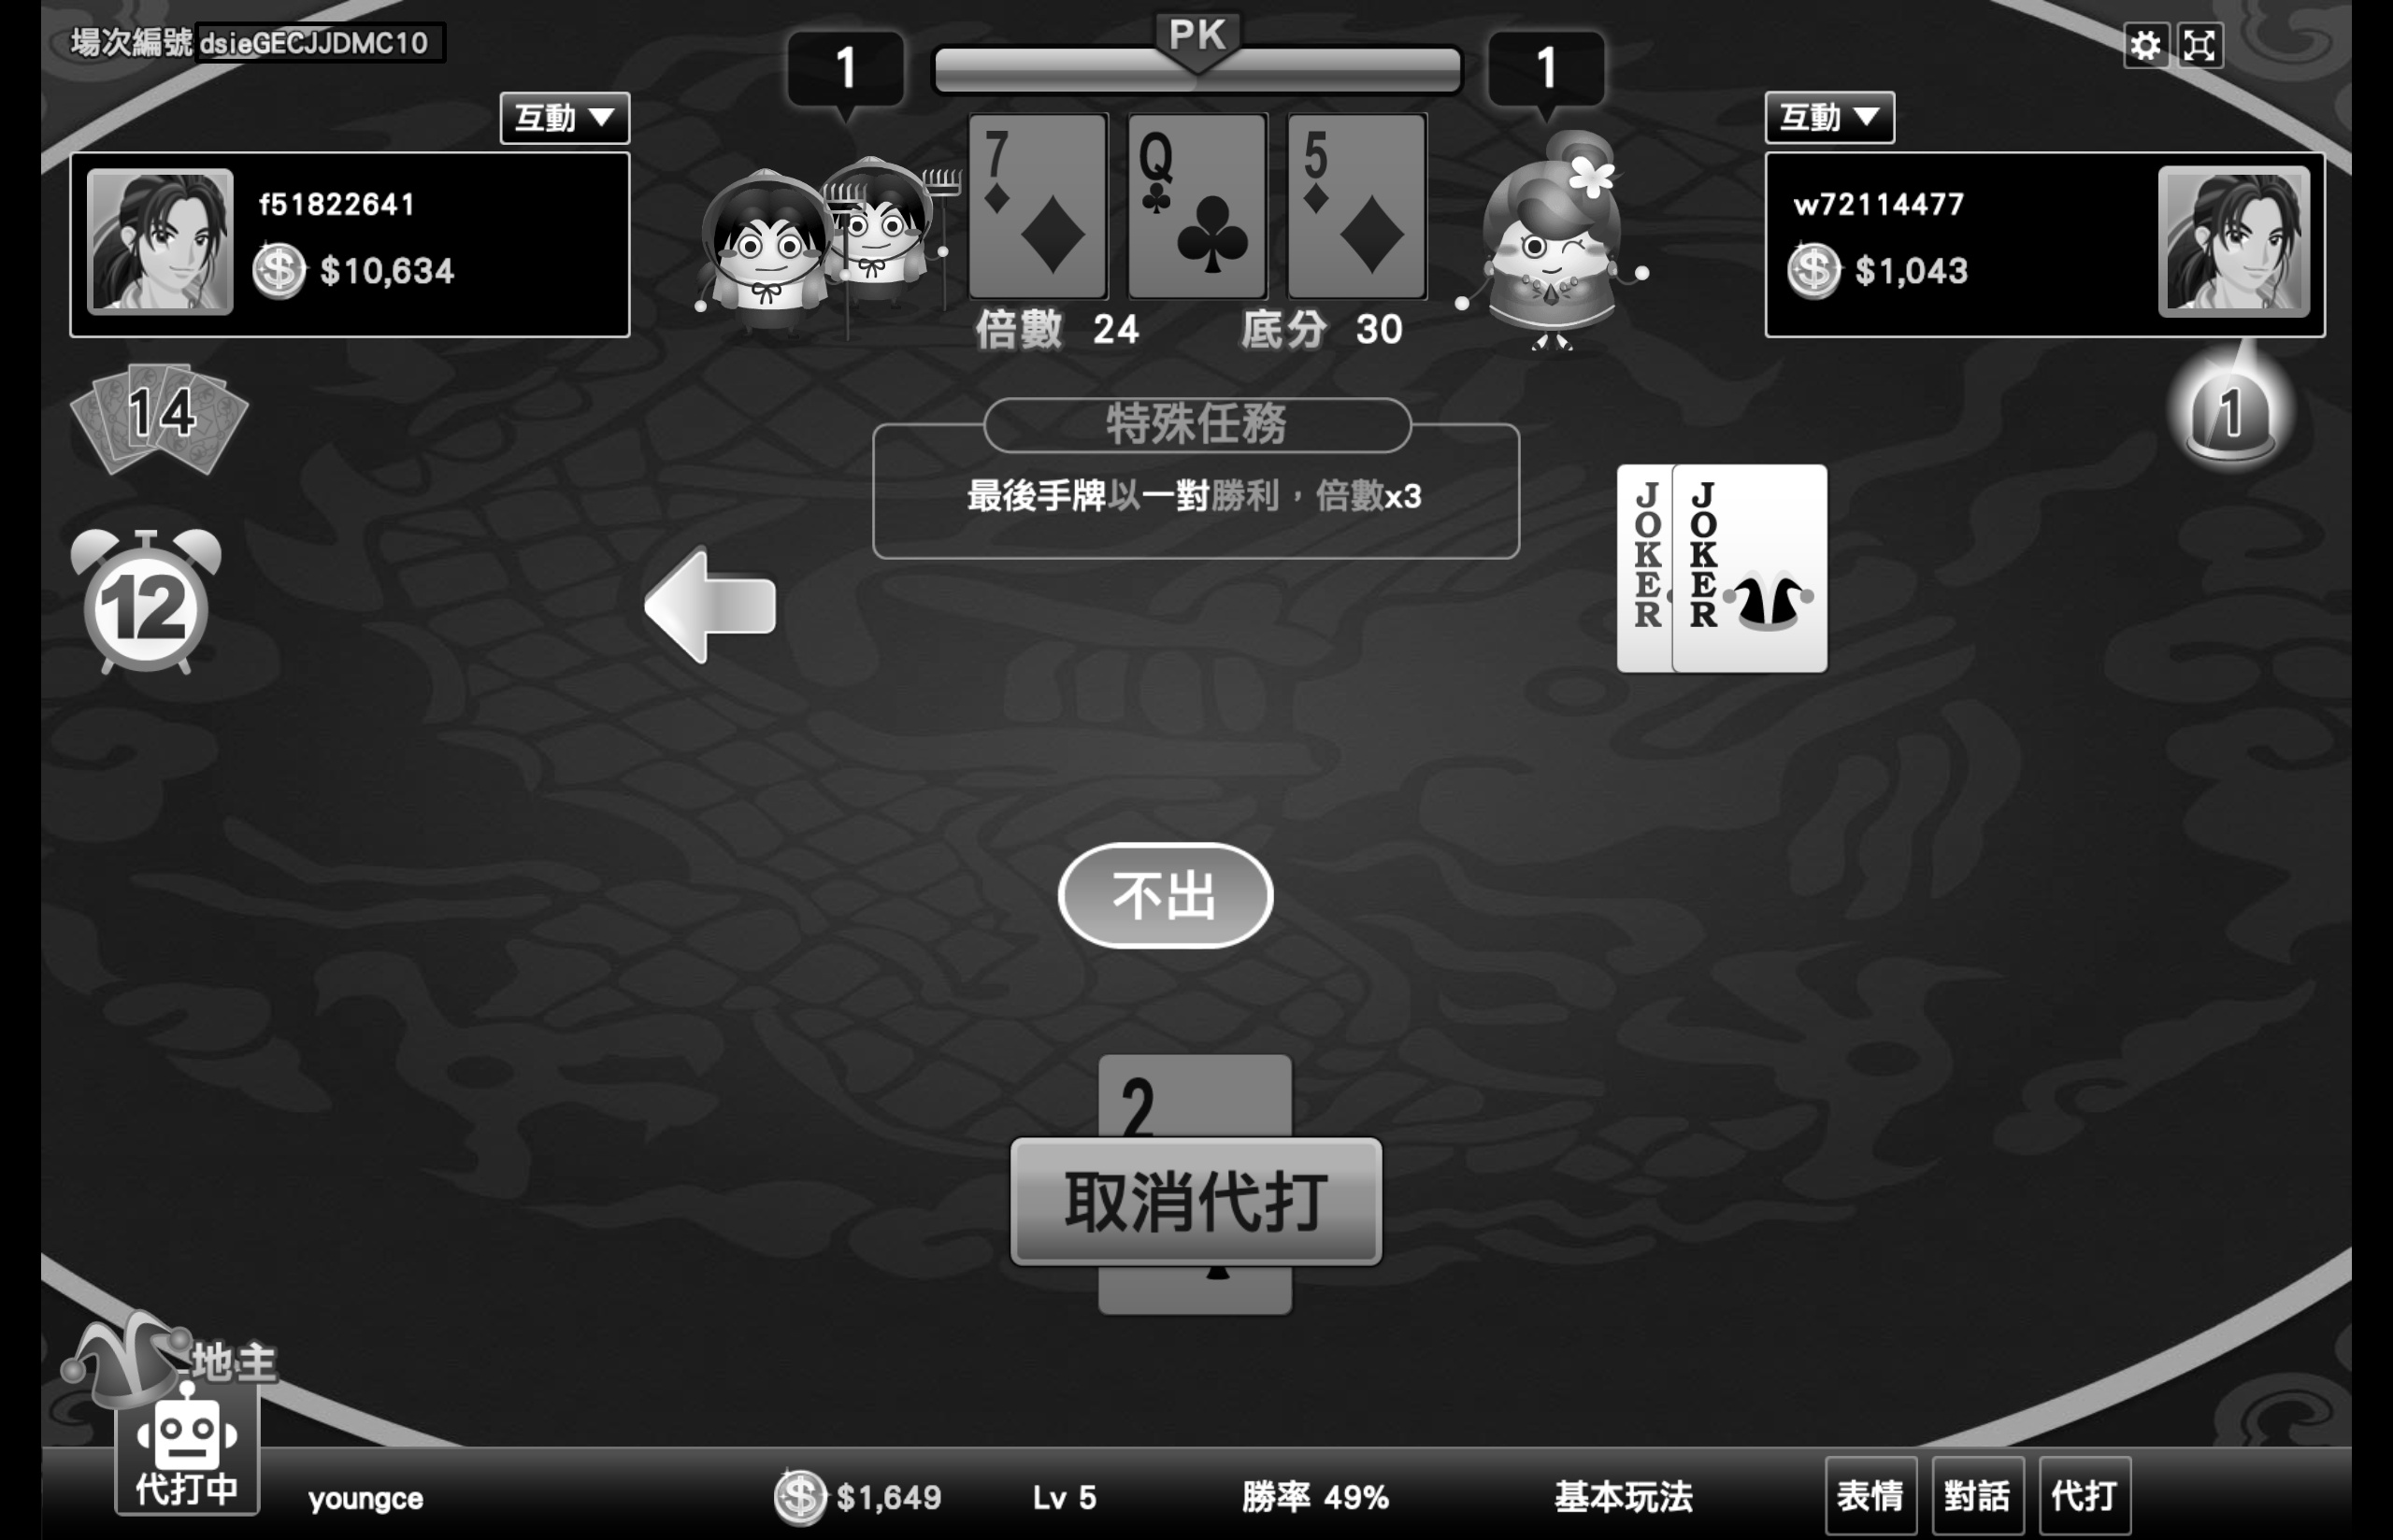 場次編號 dsieGECJJDMC10
1
PK
1
互動 ▼
互動 ▼
f51822641
$10,634
7
Q
5
w72114477
$1,043
倍數 24
底分 30
14
1
特殊任務
最後手牌以一對勝利，倍數x3
JOKER
JOKER
12
不出
2
取消代打
地主
代打中
youngce
$1,649
Lv 5
勝率 49%
基本玩法
表情
對話
代打